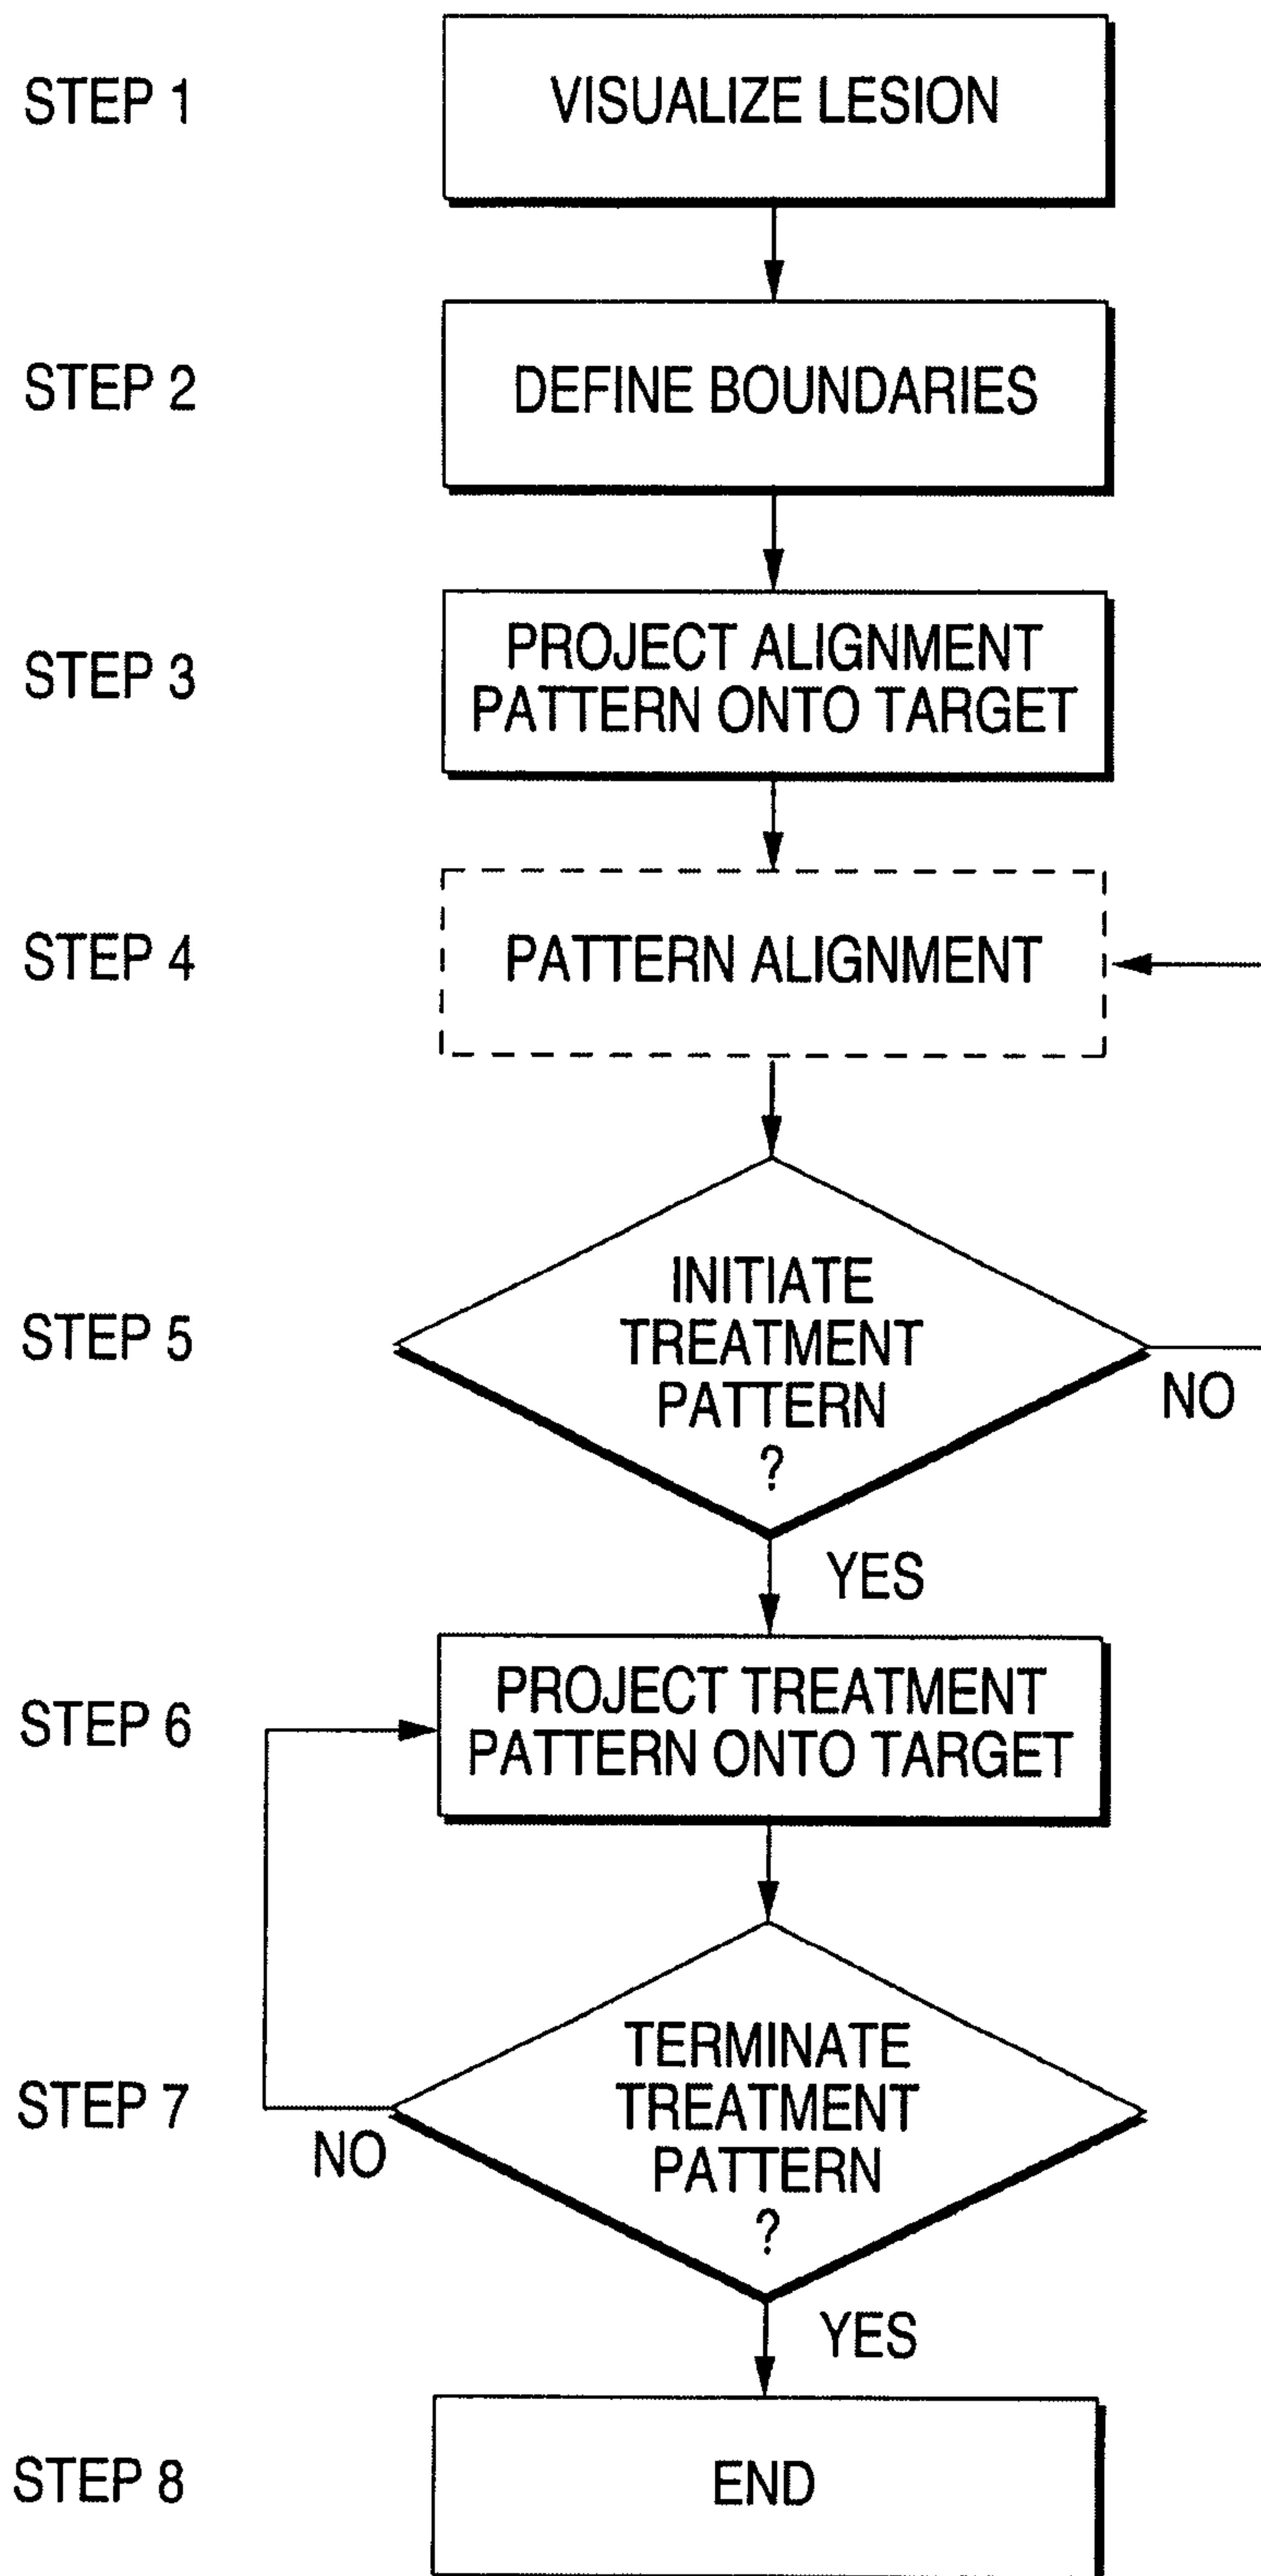 STEP 1
VISUALIZE LESION
STEP 2
DEFINE BOUNDARIES
STEP 3
PROJECT ALIGNMENT
PATTERN ONTO TARGET
STEP 4
PATTERN ALIGNMENT
STEP 5
INITIATE
TREATMENT
PATTERN
?
NO
YES
STEP 6
PROJECT TREATMENT
PATTERN ONTO TARGET
STEP 7
TERMINATE
TREATMENT
PATTERN
?
NO
YES
STEP 8
END